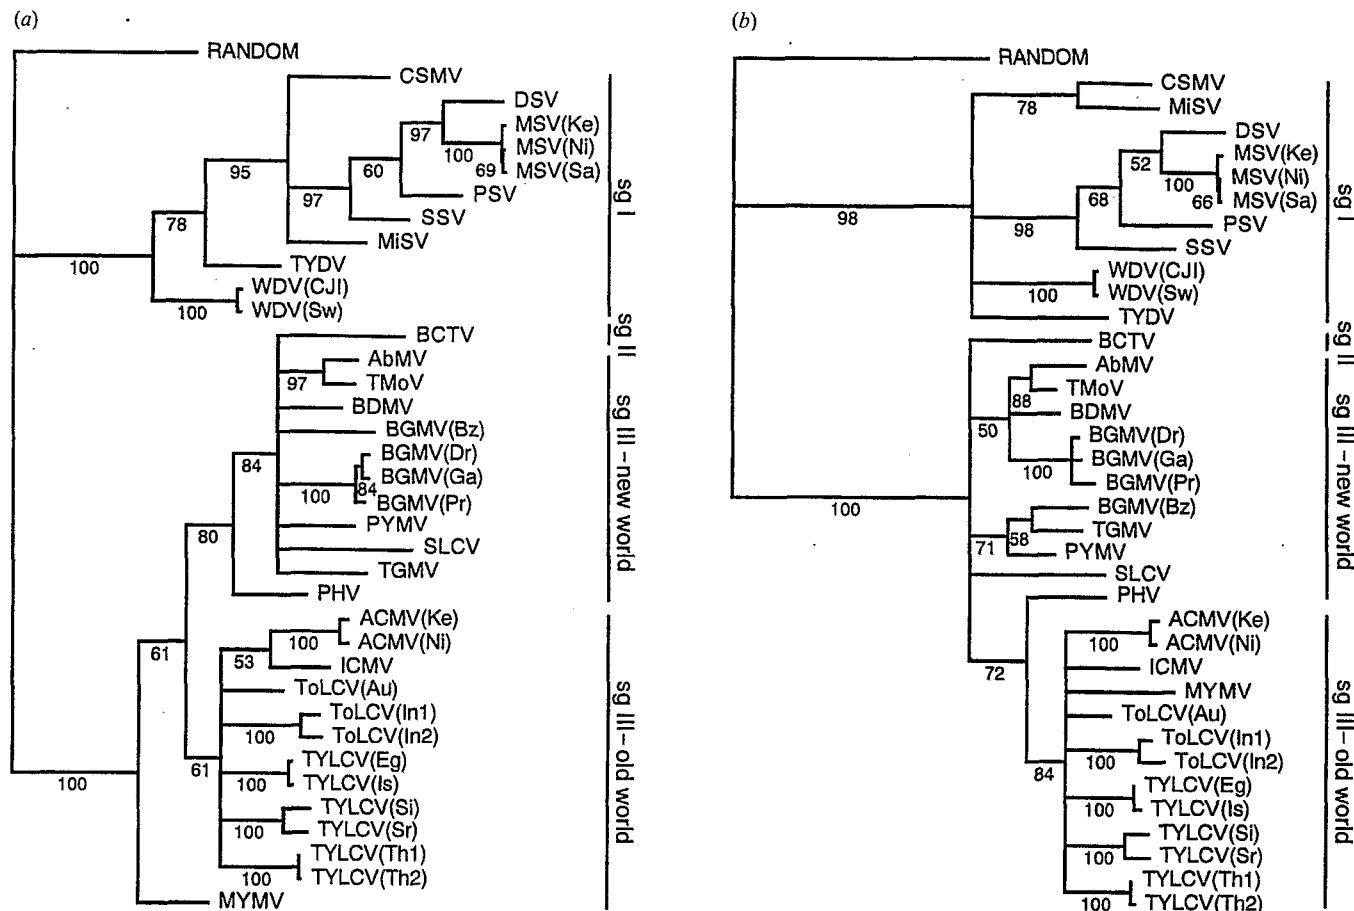 (a)
RANDOM
CSMV
DSV
MSV(Ke)
97
MSV(Ni)
100
95
60
69
MSV(Sa)
97
PSV
78
SSV
MiSV
100
TYDV
WDV(CJI)
100
WDV(Sw)
sg I
BCTV
sg II
AbMV
97
TMoV
BDMV
BGMV(Bz)
84
BGMV(Dr)
BGMV(Ga)
100
84
BGMV(Pr)
80
PYMV
SLCV
TGMV
PHV
sg III-new world
ACMV(Ke)
100
ACMV(Ni)
61
53
ICMV
ToLCV(Au)
ToLCV(In1)
100
ToLCV(In2)
61
TYLCV(Eg)
100
TYLCV(Is)
100
TYLCV(Si)
100
TYLCV(Sr)
TYLCV(Th1)
100
TYLCV(Th2)
MYMV
sg III-old world
(b)
RANDOM
CSMV
78
MiSV
DSV
52
MSV(Ke)
100
MSV(Ni)
68
66
MSV(Sa)
98
98
PSV
SSV
WDV(CJI)
100
WDV(Sw)
TYDV
sg I
BCTV
sg II
AbMV
88
TMoV
50
BDMV
BGMV(Dr)
BGMV(Ga)
100
BGMV(Pr)
100
BGMV(Bz)
71
58
TGMV
PYMV
SLCV
PHV
sg III-new world
ACMV(Ke)
100
ACMV(Ni)
72
ICMV
MYMV
ToLCV(Au)
ToLCV(In1)
100
ToLCV(In2)
84
TYLCV(Eg)
100
TYLCV(Is)
TYLCV(Si)
100
TYLCV(Sr)
TYLCV(Th1)
100
TYLCV(Th2)
sg III-old world